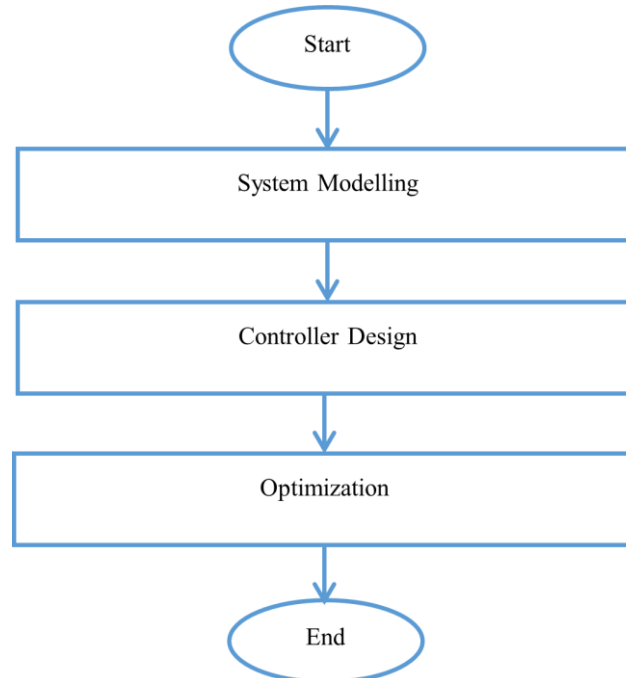 Start
System Modelling
Controller Design
Optimization
End